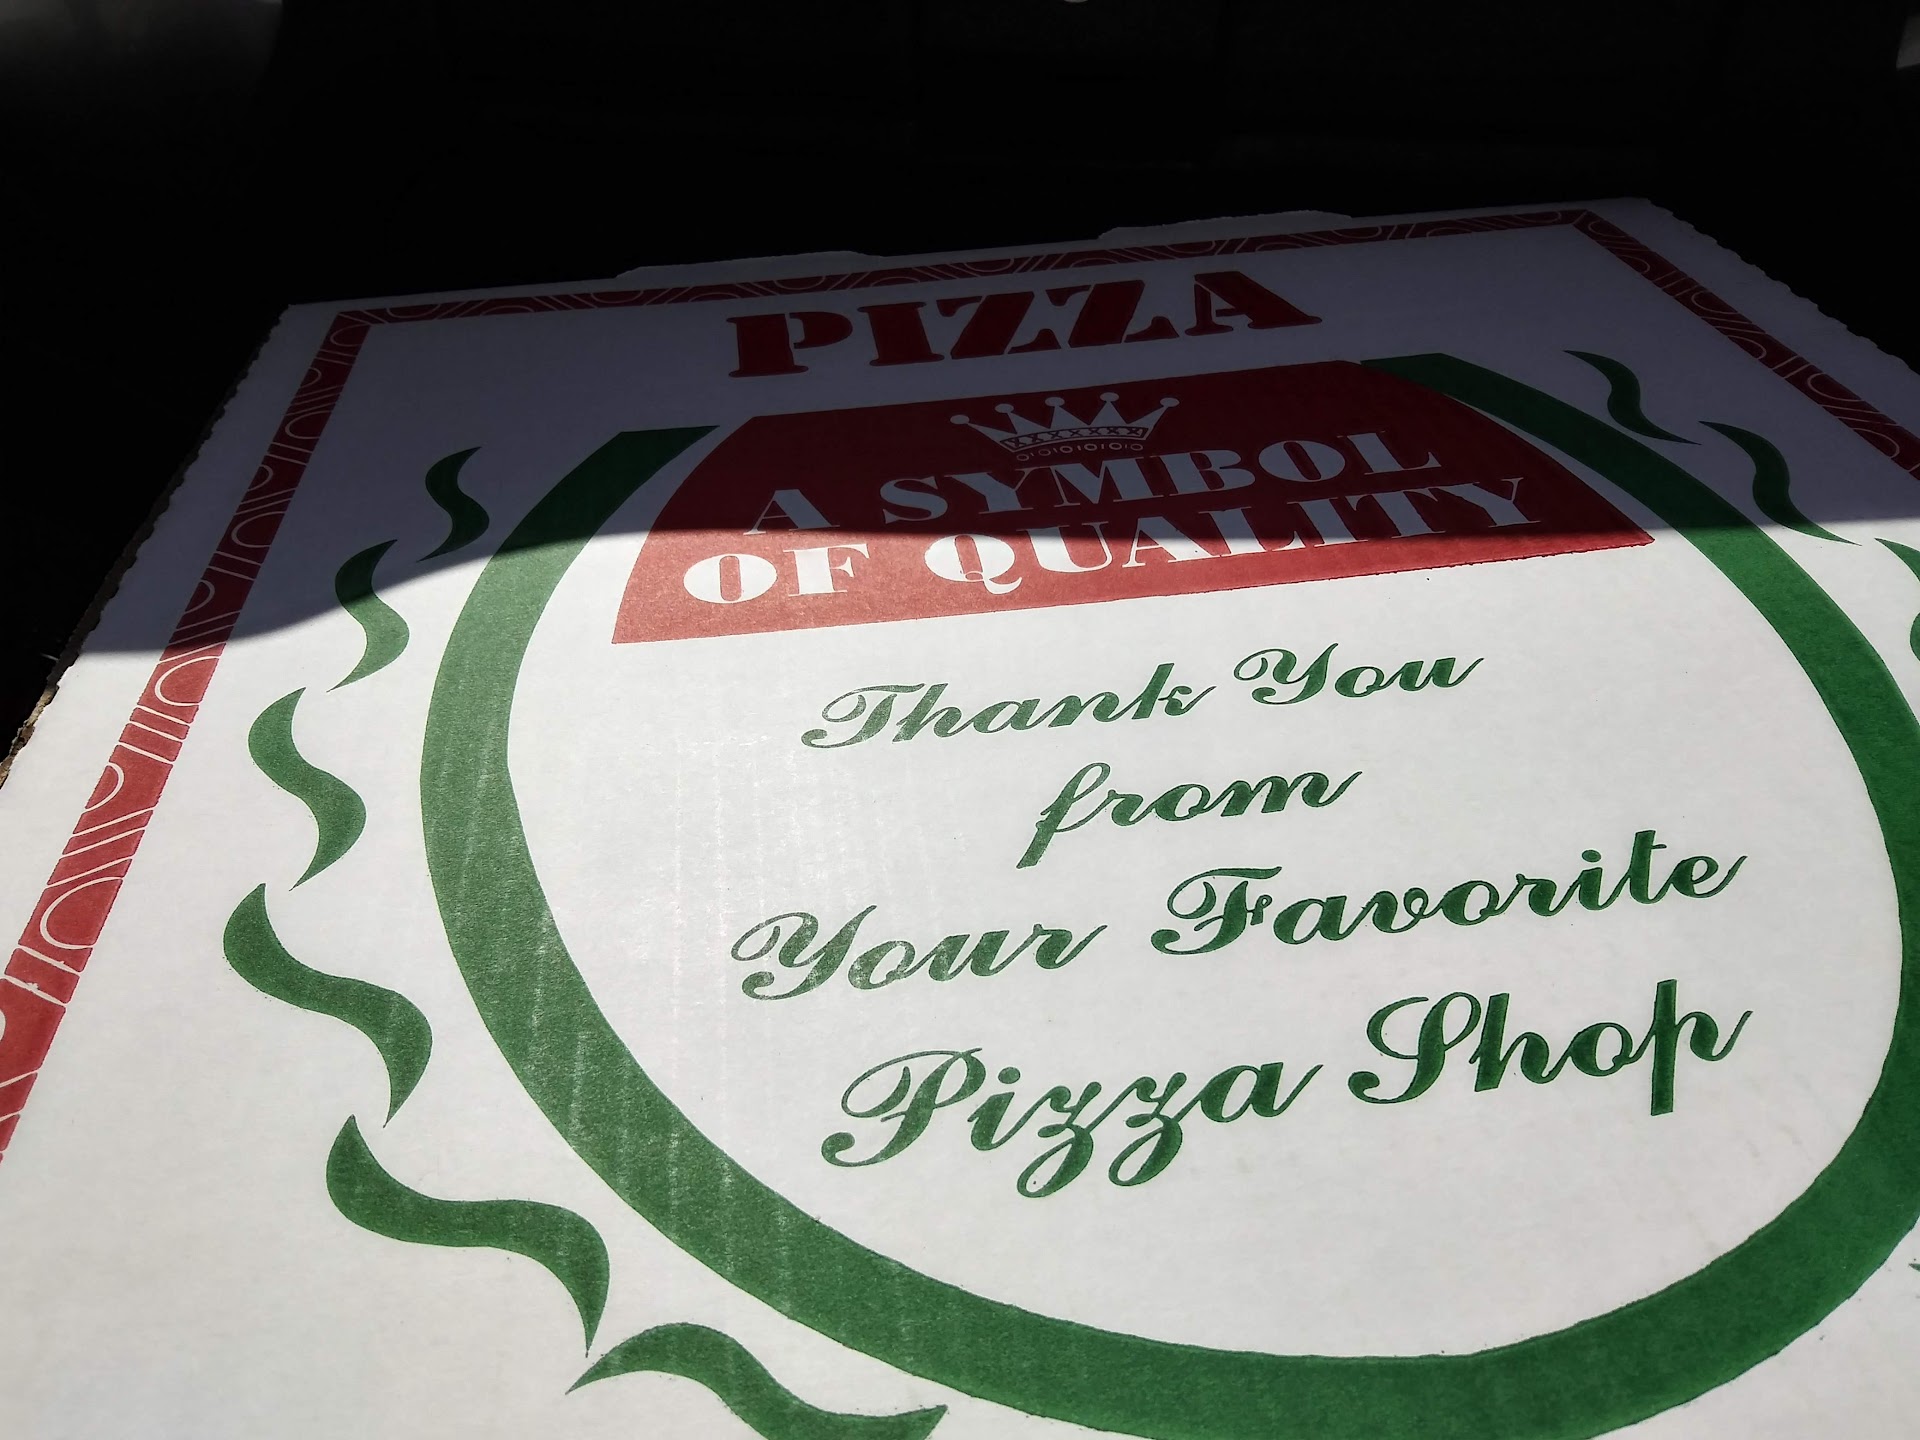 PIZZA
A SYMBOL
OF QUALITY
Thank You
from
Your Favorite
Pizza Shop